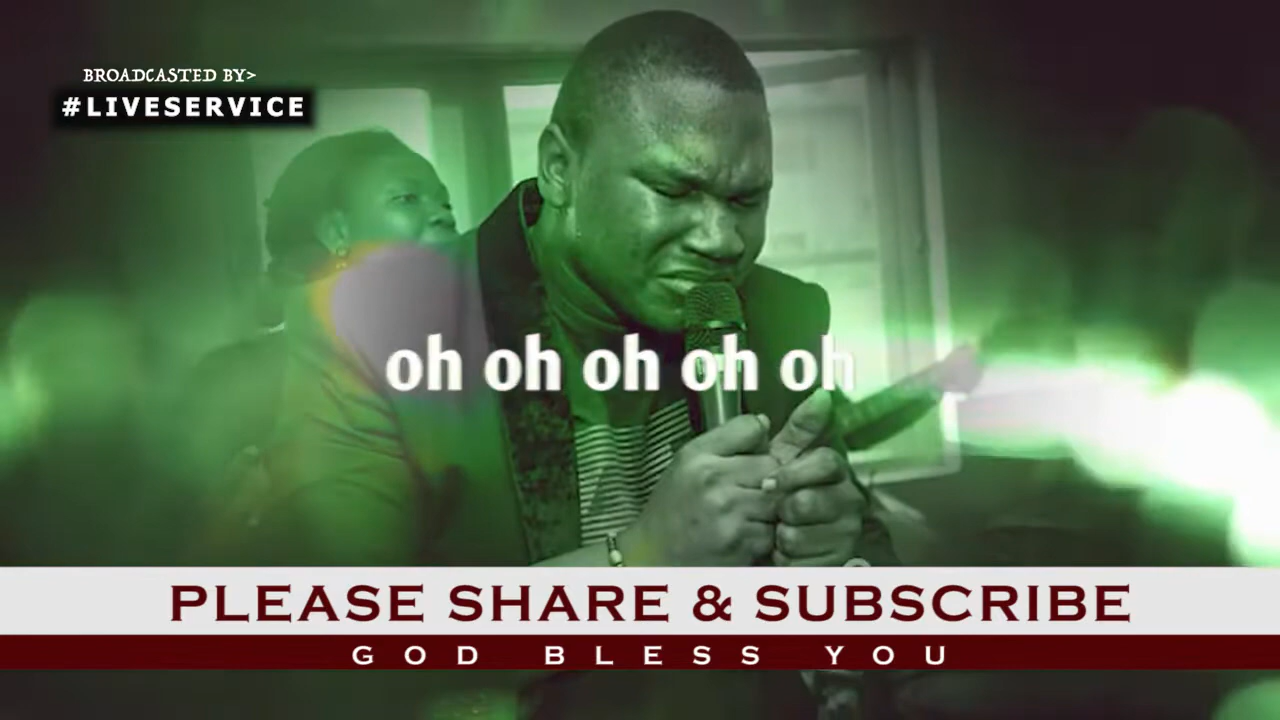 BROADCASTED BY>
#LIVESERVICE
oh oh oh oh oh
PLEASE SHARE & SUBSCRIBE
GOD BLESS YOU